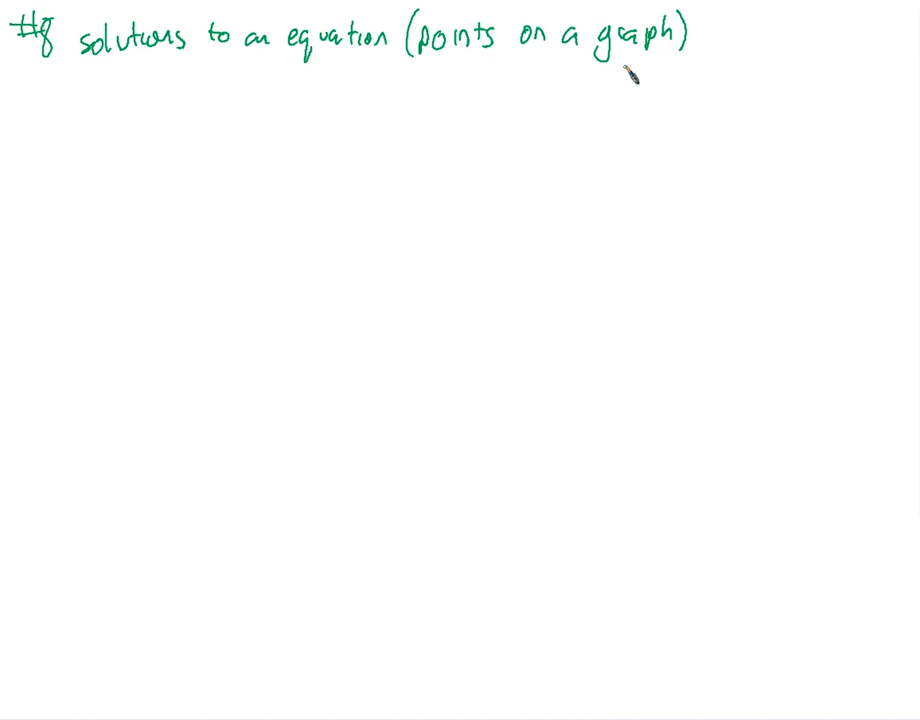 #8 solutions to an equation (points on a graph)